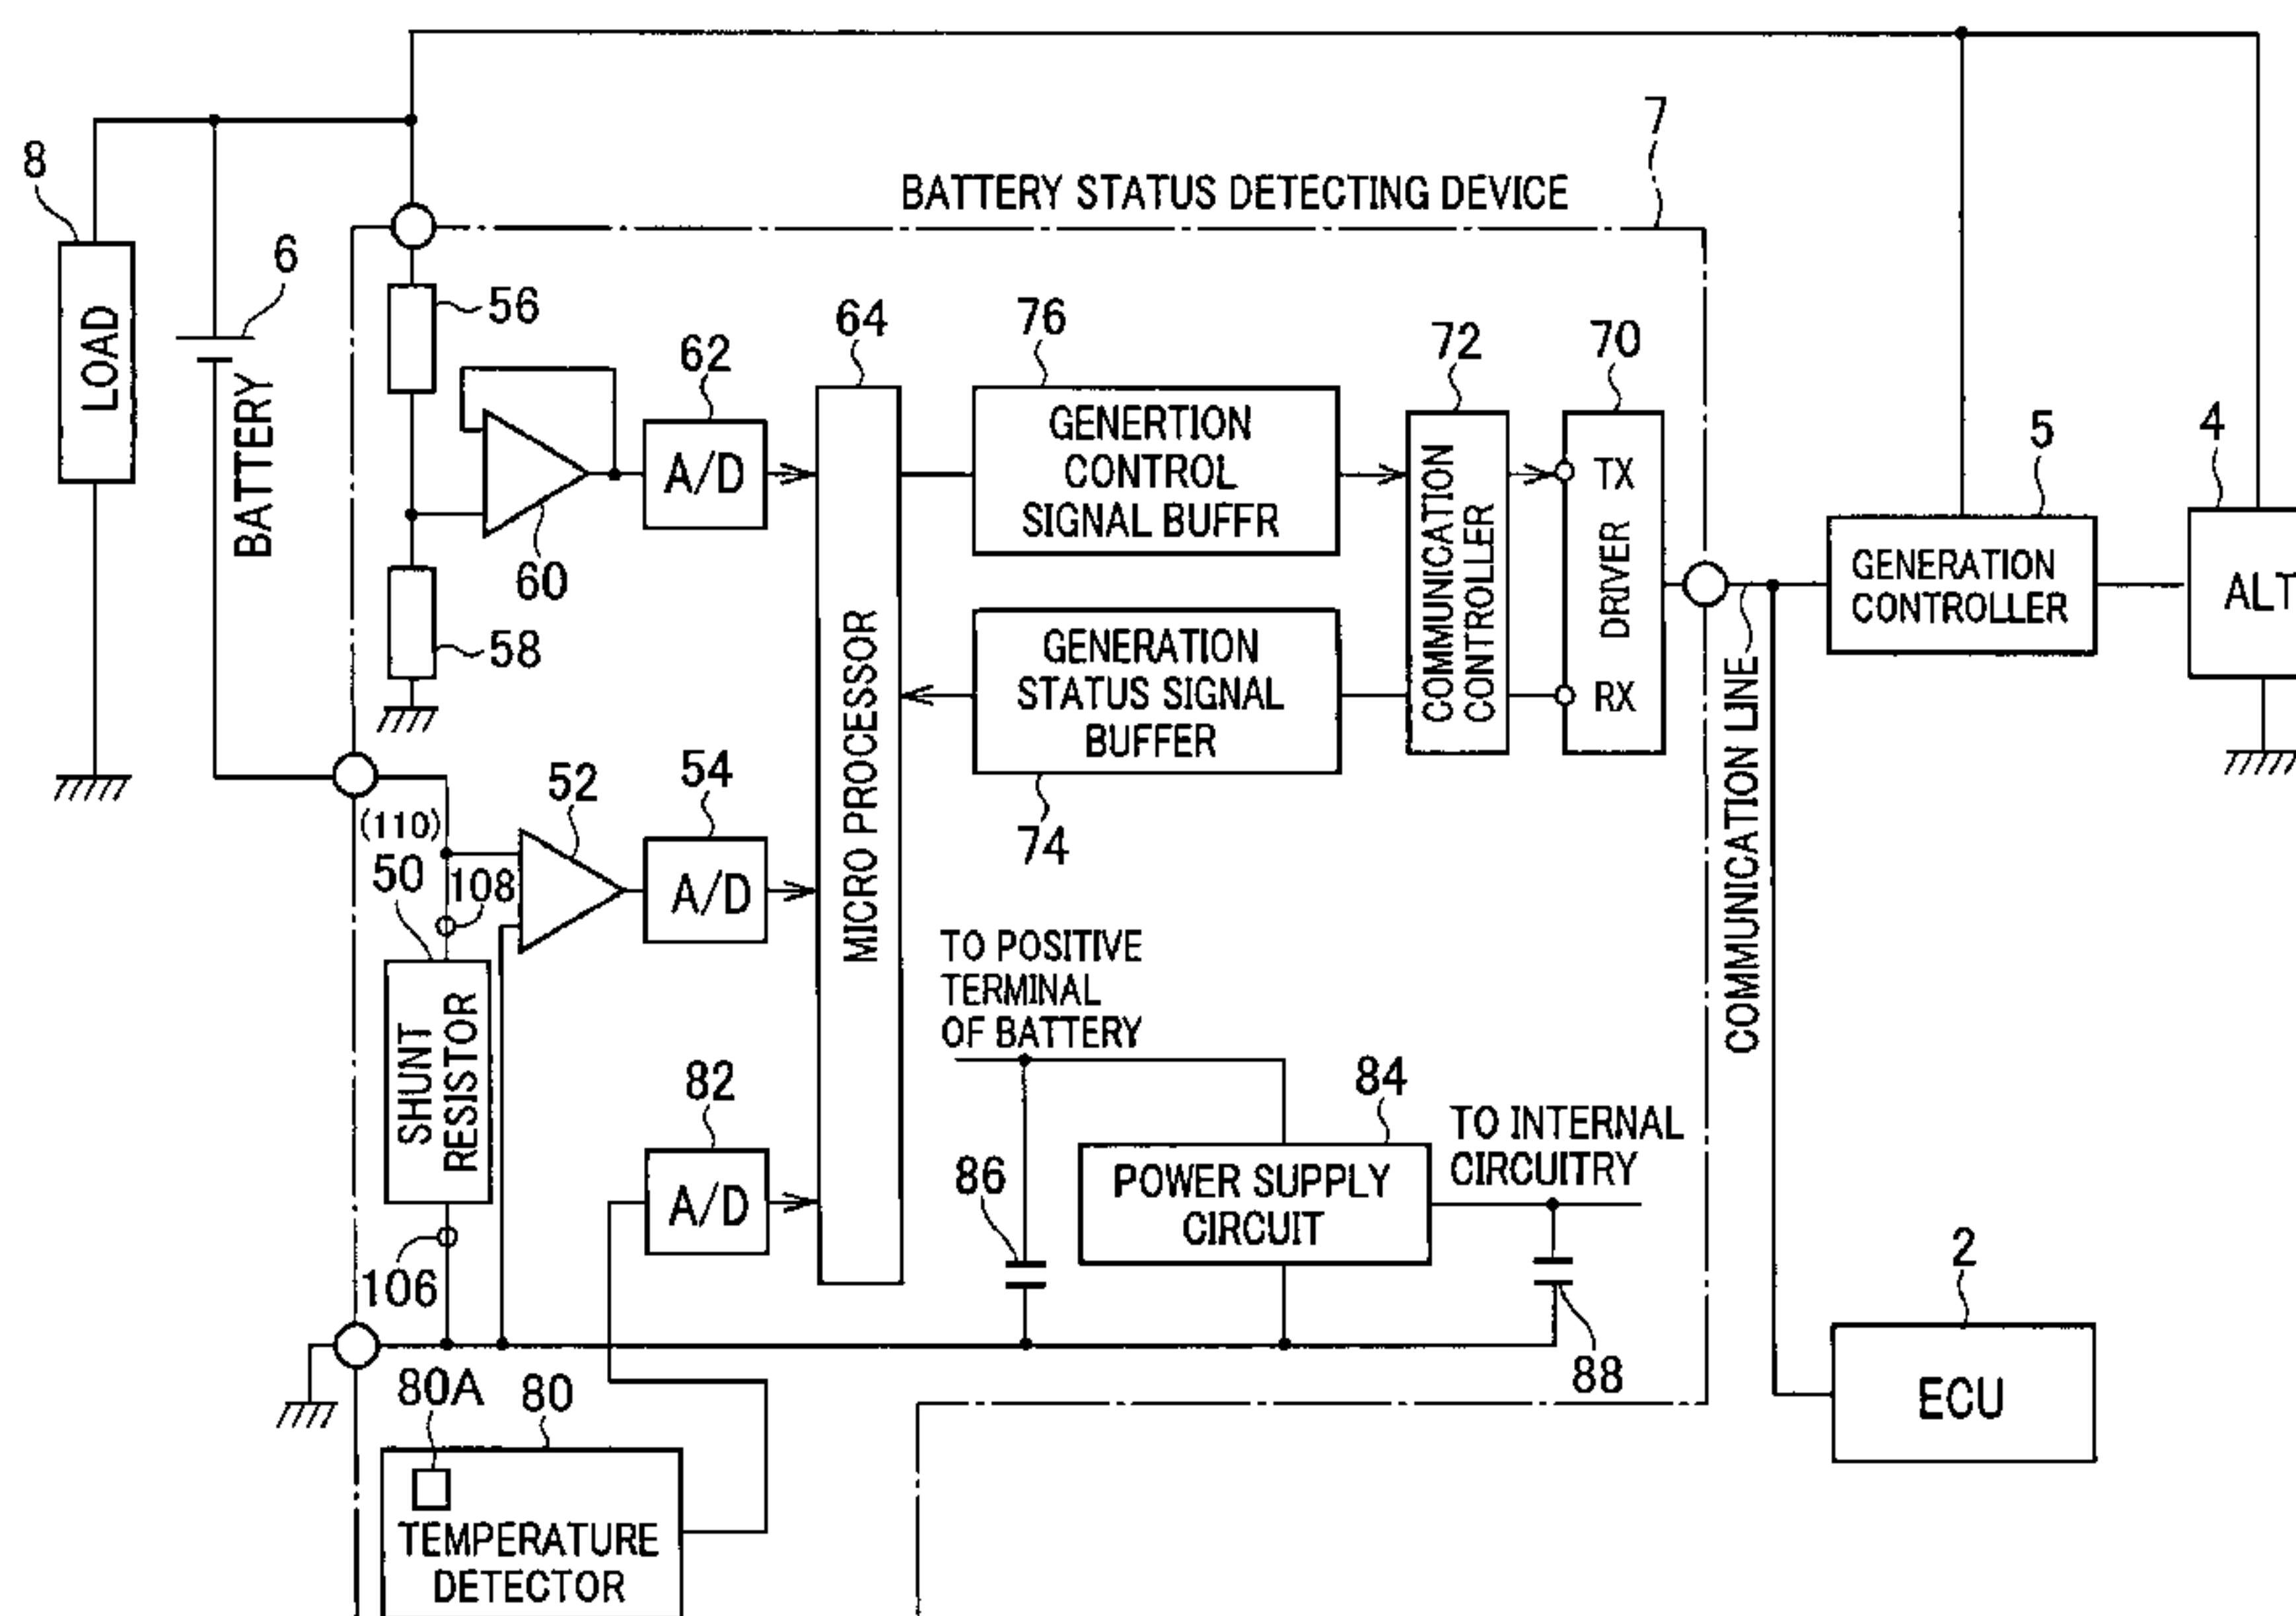 7
8
BATTERY STATUS DETECTING DEVICE
6
56
64
76
72
70
62
LOAD
BATTERY
5
4
A/D
GENERTION
CONTROL
SIGNAL BUFFR
TX
60
58
MICRO PROCESSOR
COMMUNICATION
CONTROLLER
DRIVER
GENERATION
CONTROLLER
ALT
GENERATION
STATUS SIGNAL
BUFFER
RX
COMMUNICATION LINE
52
54
74
(110)
50
108
A/D
TO POSITIVE
TERMINAL
OF BATTERY
SHUNT
RESISTOR
82
84
TO INTERNAL
CIRCUITRY
86
A/D
POWER SUPPLY
CIRCUIT
106
2
88
80A
80
ECU
TEMPERATURE
DETECTOR